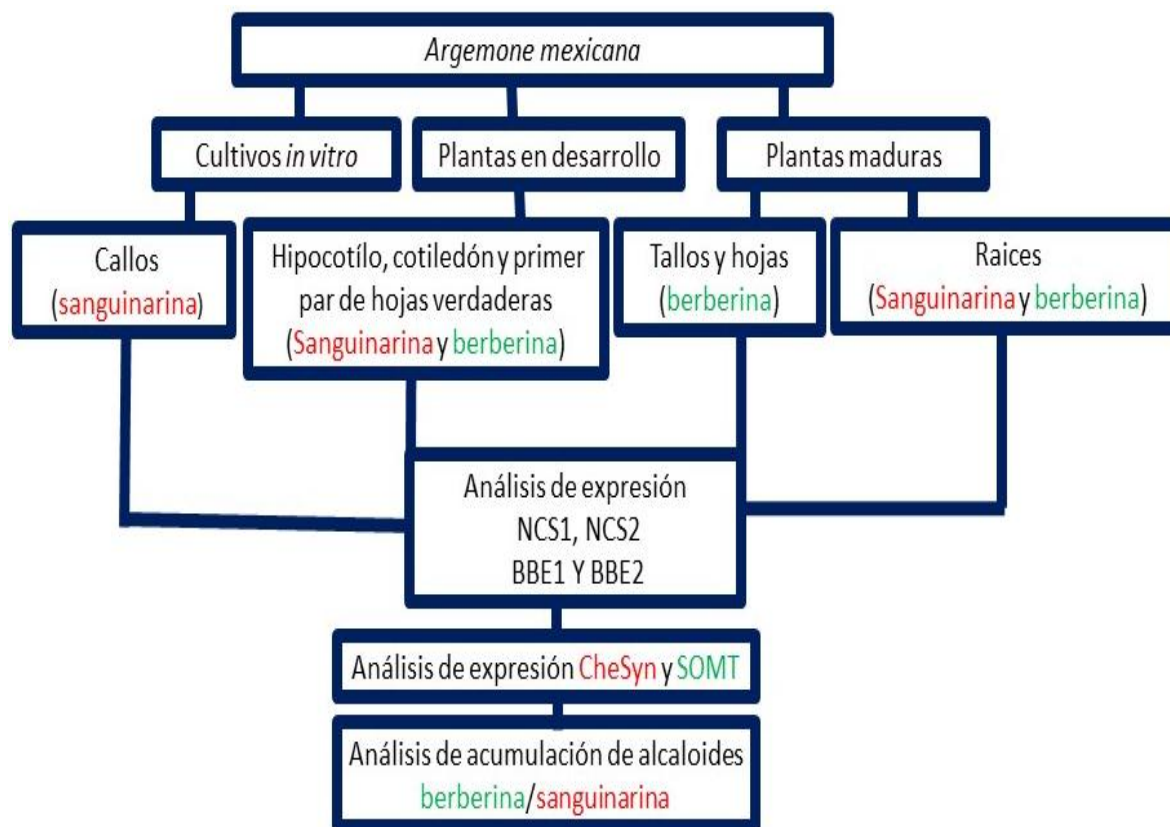 Argemone mexicana
Cultivos in vitro
Plantas en desarrollo
Plantas maduras
Callos
(sanguinarina)
Hipocotílo, cotiledón y primer
par de hojas verdaderas
(Sanguinarina y berberina)
Tallos y hojas
(berberina)
Raices
(Sanguinarina y berberina)
Análisis de expresión
NCS1, NCS2
BBE1 Y BBE2
Análisis de expresión CheSyn y SOMT
Análisis de acumulación de alcaloides
berberina/sanguinarina